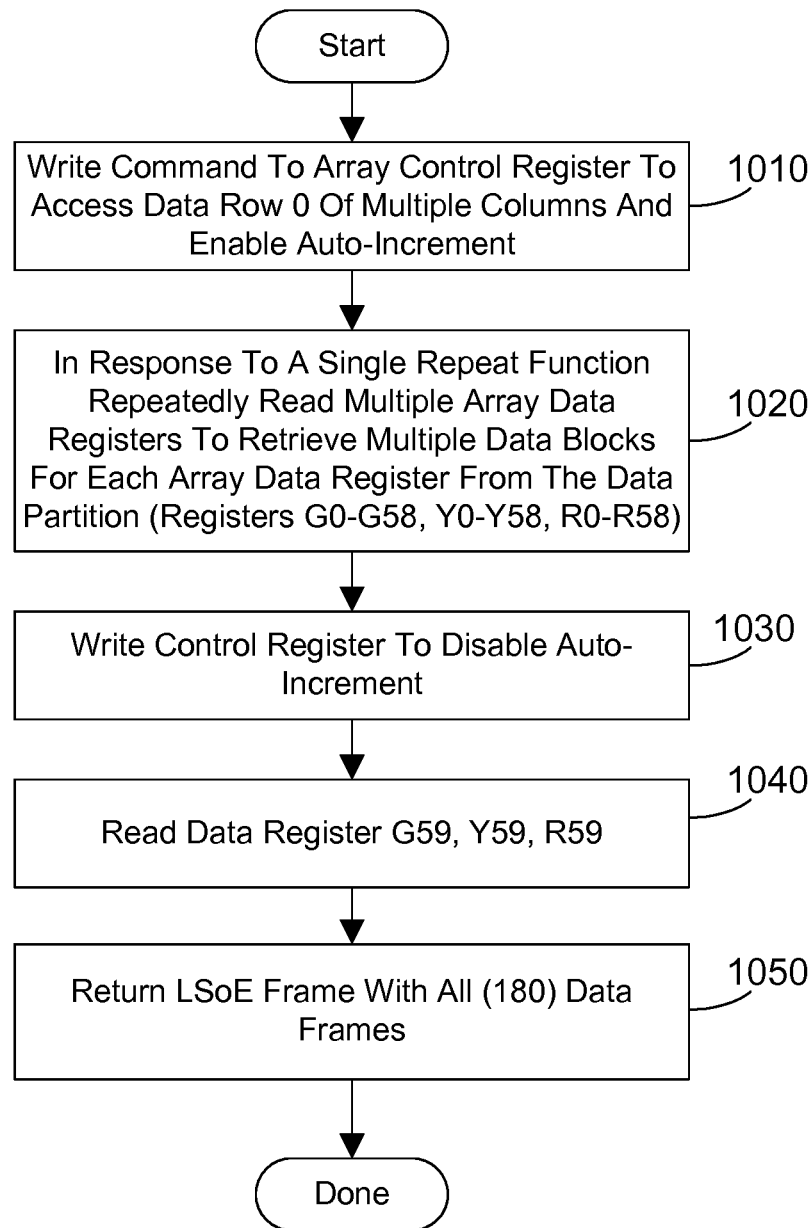 Start
Write Command To Array Control Register To
Access Data Row 0 Of Multiple Columns And
Enable Auto-Increment
1010
In Response To A Single Repeat Function
Repeatedly Read Multiple Array Data
Registers To Retrieve Multiple Data Blocks
For Each Array Data Register From The Data
Partition (Registers G0-G58, Y0-Y58, R0-R58)
1020
Write Control Register To Disable Auto-
Increment
1030
Read Data Register G59, Y59, R59
1040
Return LSoE Frame With All (180) Data
Frames
1050
Done